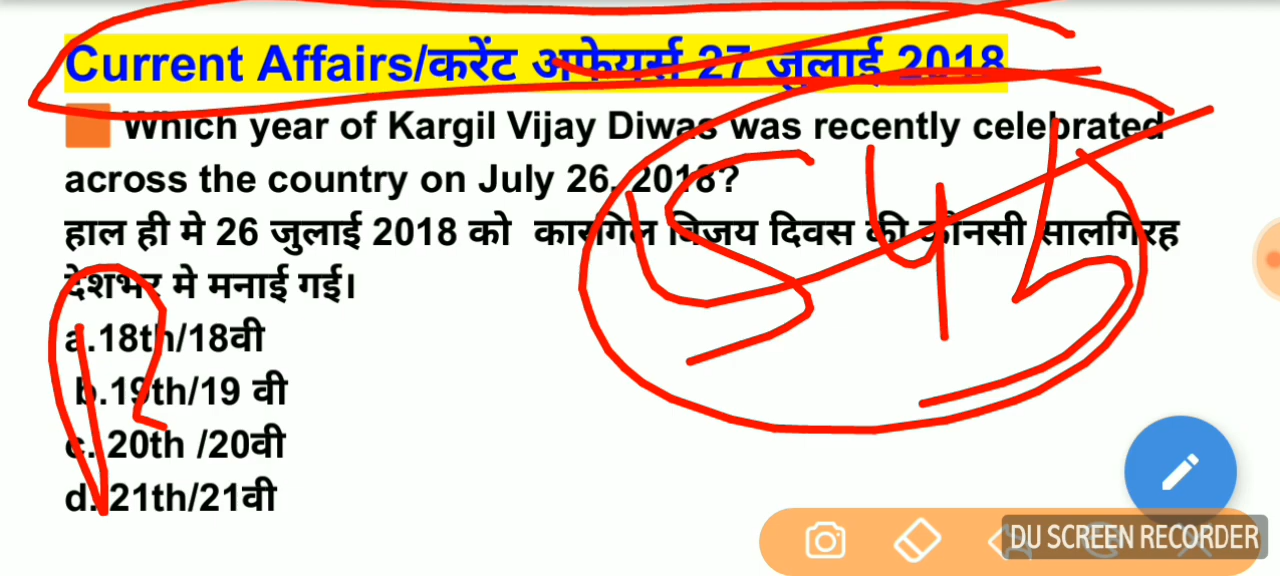 Current Affairs/करेंट अफेयर्स 27 जुलाई 2018
Which year of Kargil Vijay Diwas was recently celebrated
across the country on July 26, 2018?
हाल ही मे 26 जुलाई 2018 को कारगिल विजय दिवस की कौनसी सालगिरह
देशभर मे मनाई गई।
a.18th/18वी
b.19th/19 वी
c. 20th /20वी
d. 21th/21वी
545
DU SCREEN RECORDER